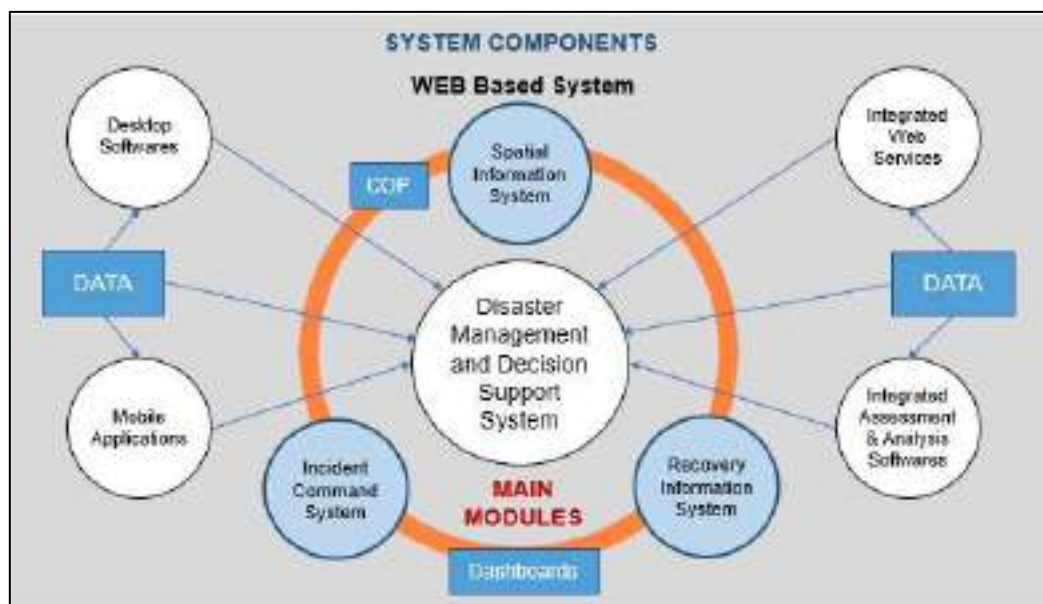 SYSTEM COMPONENTS
WEB Based System
Desktop
Softwares
Integrated
Web
Services
Spatial
Information
System
COP
DATA
DATA
Disaster
Management
and Decision
Support
System
Mobile
Applications
Integrated
Assessment
& Analysis
Softwares
Incident
Command
System
Recovery
Information
System
MAIN
MODULES
Dashboards